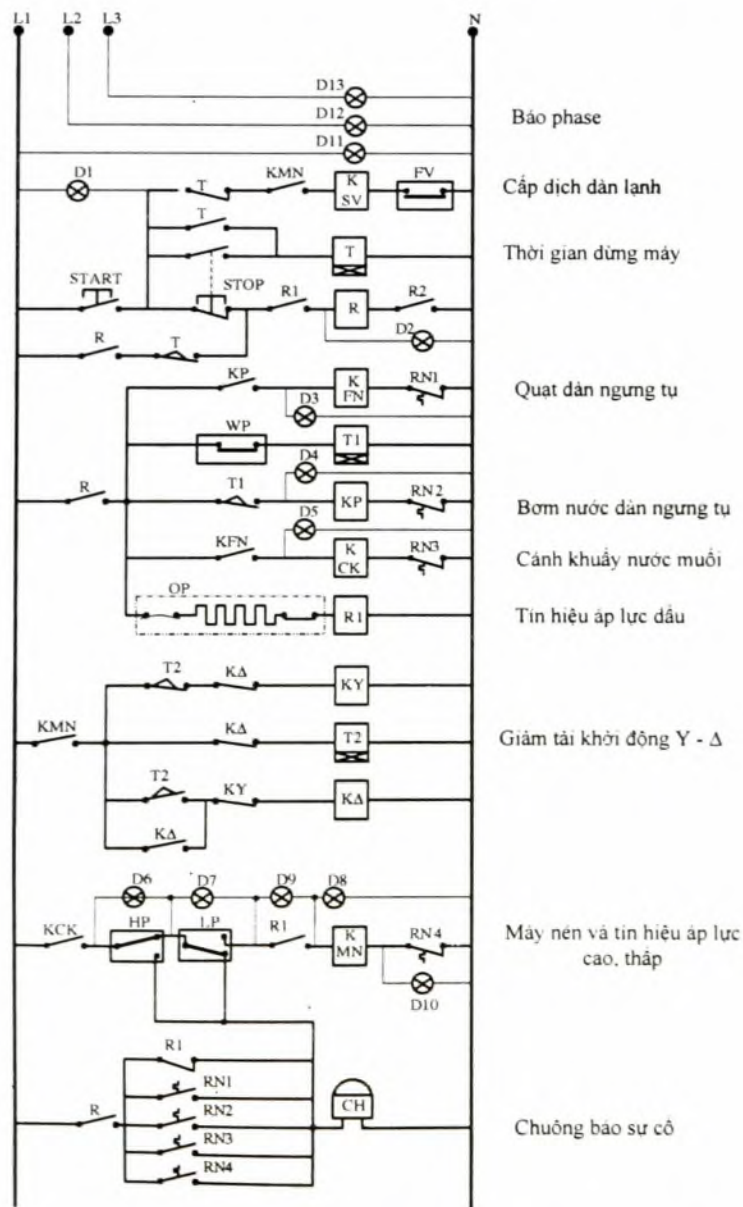 L1 L2 L3 N
D13
D12
D11
Báo phase
D1 T KMN K SV FV
Cấp dịch dàn lạnh
T
T
Thời gian dừng máy
START STOP R1 R R2
D2
R T
KP K FN RN1
D3
Quạt dàn ngưng tụ
WP T1
D4
R T1 KP RN2
Bơm nước dàn ngưng tụ
D5
KFN K CK RN3
Cánh khuấy nước muối
OP R1
Tín hiệu áp lực dầu
T2 KΔ KY
KMN KΔ T2
Giảm tải khởi động Y - Δ
T2 KY KΔ
KΔ
D6 D7 D9 D8
KCK HP LP R1 K MN RN4
D10
Máy nén và tín hiệu áp lực
cao, thấp
R1
RN1
R RN2
RN3
RN4
CH
Chuông báo sự cố